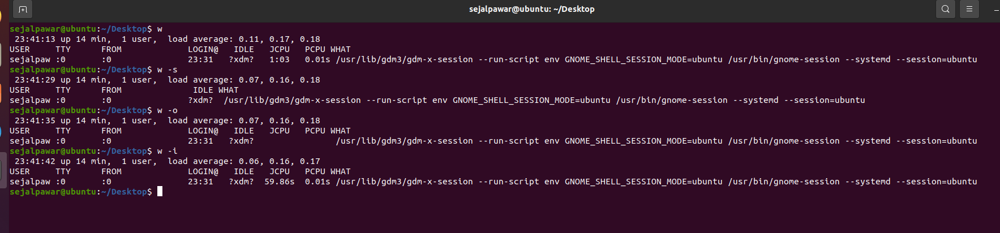 sejalpawar@ubuntu: ~/Desktop
sejalpawar@ubuntu:~/Desktop$ w
 23:41:13 up 14 min,  1 user,  load average: 0.11, 0.17, 0.18
USER     TTY      FROM             LOGIN@   IDLE   JCPU   PCPU WHAT
sejalpaw :0       :0               23:31   ?xdm?   1:03   0.01s /usr/lib/gdm3/gdm-x-session --run-script env GNOME_SHELL_SESSION_MODE=ubuntu /usr/bin/gnome-session --systemd --session=ubuntu
sejalpawar@ubuntu:~/Desktop$ w -s
 23:41:29 up 14 min,  1 user,  load average: 0.07, 0.16, 0.18
USER     TTY      FROM              IDLE WHAT
sejalpaw :0       :0               ?xdm?  /usr/lib/gdm3/gdm-x-session --run-script env GNOME_SHELL_SESSION_MODE=ubuntu /usr/bin/gnome-session --systemd --session=ubuntu
sejalpawar@ubuntu:~/Desktop$ w -o
 23:41:35 up 14 min,  1 user,  load average: 0.07, 0.16, 0.18
USER     TTY      FROM             LOGIN@   IDLE   JCPU   PCPU WHAT
sejalpaw :0       :0               23:31   ?xdm?                /usr/lib/gdm3/gdm-x-session --run-script env GNOME_SHELL_SESSION_MODE=ubuntu /usr/bin/gnome-session --systemd --session=ubuntu
sejalpawar@ubuntu:~/Desktop$ w -i
 23:41:42 up 14 min,  1 user,  load average: 0.06, 0.16, 0.17
USER     TTY      FROM             LOGIN@   IDLE   JCPU   PCPU WHAT
sejalpaw :0       :0               23:31   ?xdm?  59.86s  0.01s /usr/lib/gdm3/gdm-x-session --run-script env GNOME_SHELL_SESSION_MODE=ubuntu /usr/bin/gnome-session --systemd --session=ubuntu
sejalpawar@ubuntu:~/Desktop$